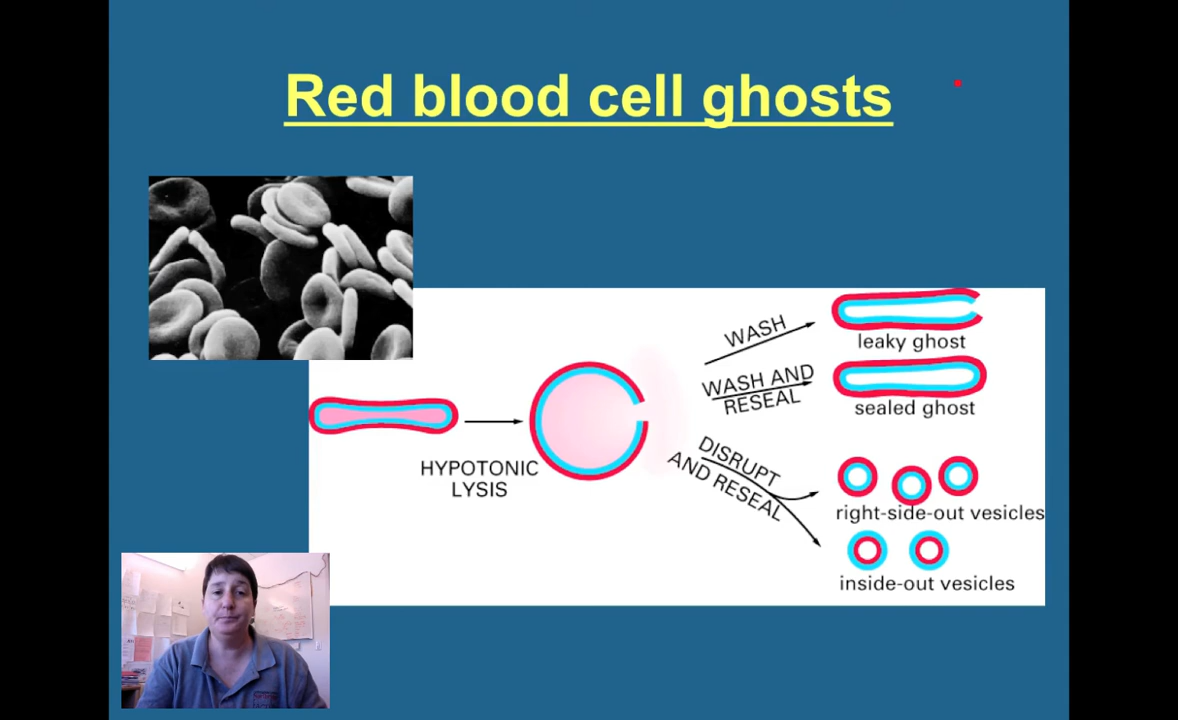 Red blood cell ghosts
WASH
leaky ghost
WASH AND
RESEAL
sealed ghost
HYPOTONIC
LYSIS
DISRUPT
AND RESEAL
right-side-out vesicles
inside-out vesicles